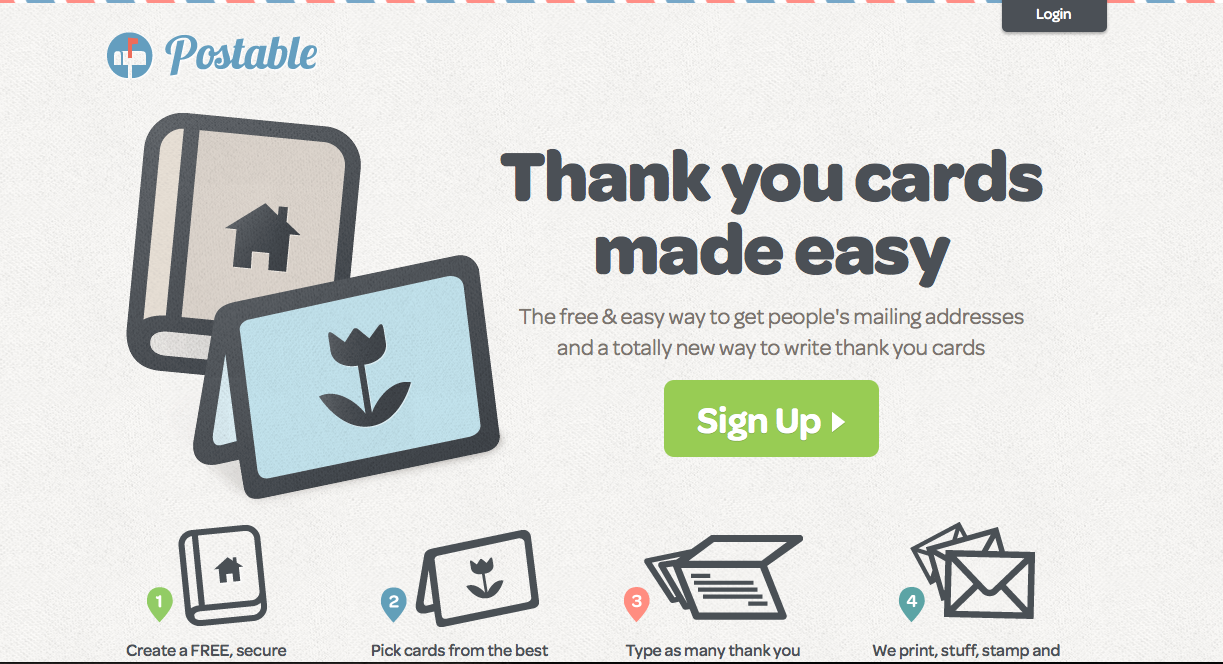 Login
Postable
Thank you cards
made easy
The free & easy way to get people's mailing addresses
and a totally new way to write thank you cards
Sign Up
1
2
3
4
Create a FREE, secure
Pick cards from the best
Type as many thank you
We print, stuff, stamp and